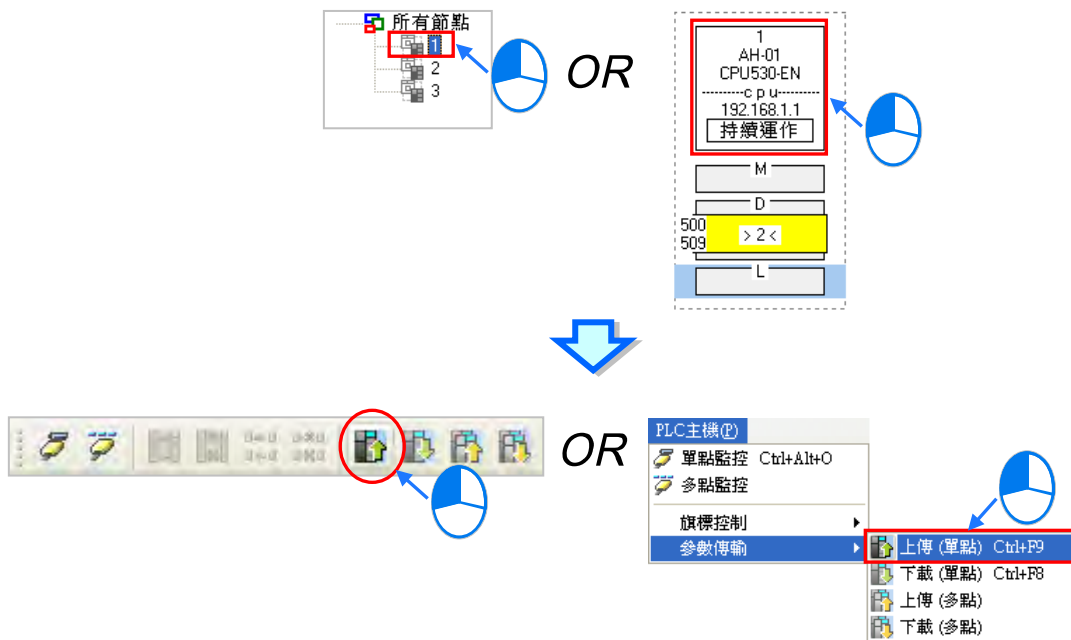 所有節點
1
2
3
OR
1
AH-01
CPU530-EN
--------c p u--------
192.168.1.1
持續運作
M
D
500
509
> 2 <
L
OR
PLC主機(P)
單點監控 Ctrl+Alt+O
多點監控
旗標控制
參數傳輸
上傳 (單點) Ctrl+F9
下載 (單點) Ctrl+F8
上傳 (多點)
下載 (多點)